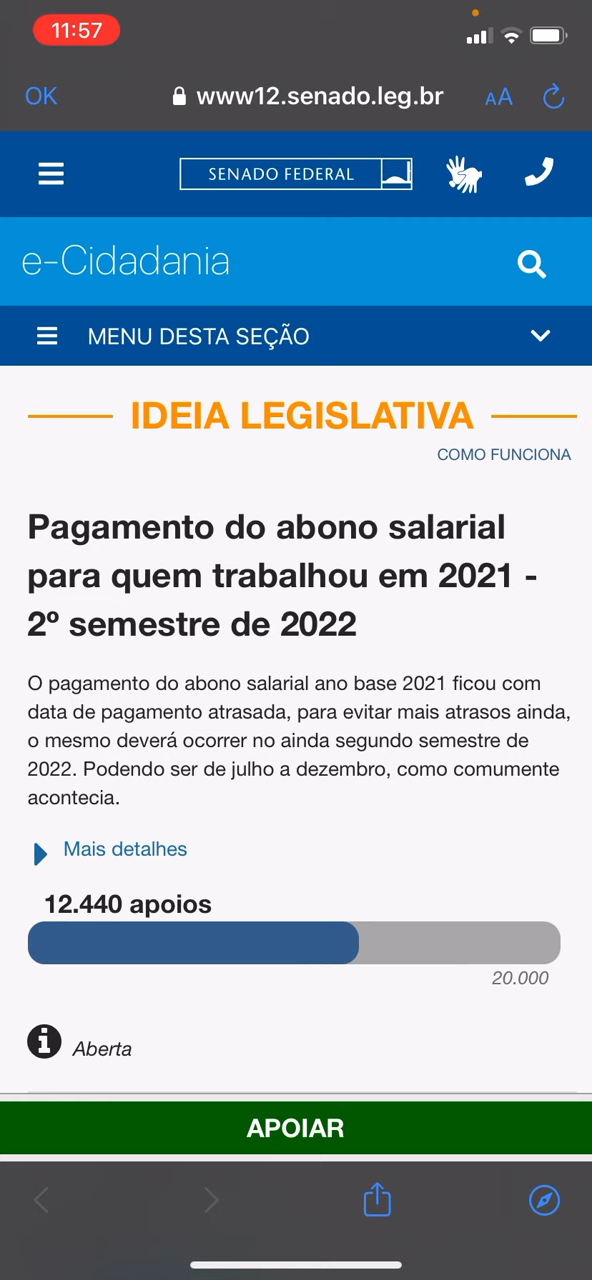 11:57
OK
www12.senado.leg.br
AA
SENADO FEDERAL
e-Cidadania
MENU DESTA SEÇÃO
IDEIA LEGISLATIVA
COMO FUNCIONA
Pagamento do abono salarial
para quem trabalhou em 2021 -
2º semestre de 2022
O pagamento do abono salarial ano base 2021 ficou com
data de pagamento atrasada, para evitar mais atrasos ainda,
o mesmo deverá ocorrer no ainda segundo semestre de
2022. Podendo ser de julho a dezembro, como comumente
acontecia.
Mais detalhes
12.440 apoios
20.000
Aberta
APOIAR